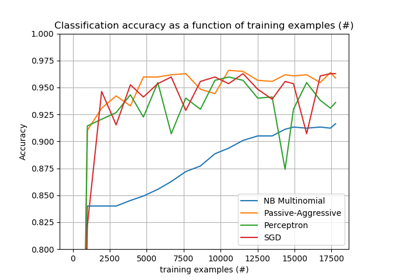 Classification accuracy as a function of training examples (#)
1.000
0.975
0.950
0.925
0.900
0.875
0.850
0.825
0.800
Accuracy
NB Multinomial
Passive-Aggressive
Perceptron
SGD
0 2500 5000 7500 10000 12500 15000 17500
training examples (#)